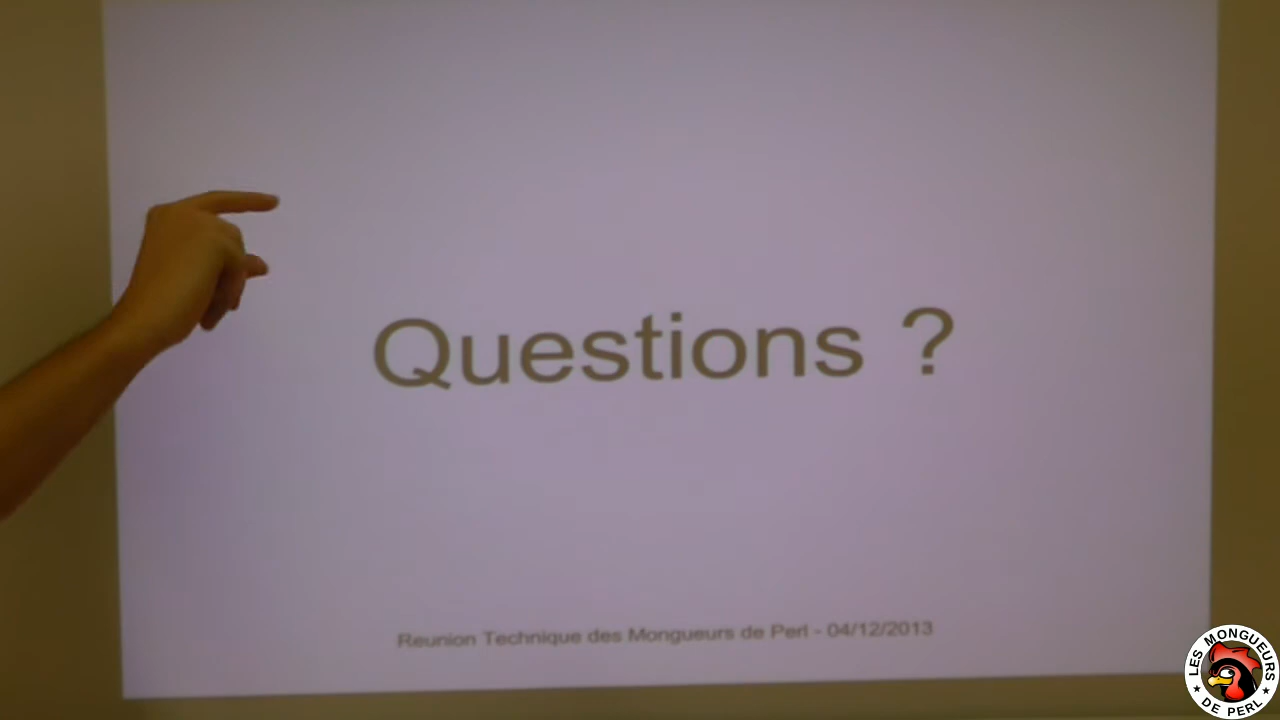 Questions ?
Reunion Technique des Mongueurs de Perl - 04/12/2013
LES MONGUEURS
DE PERL